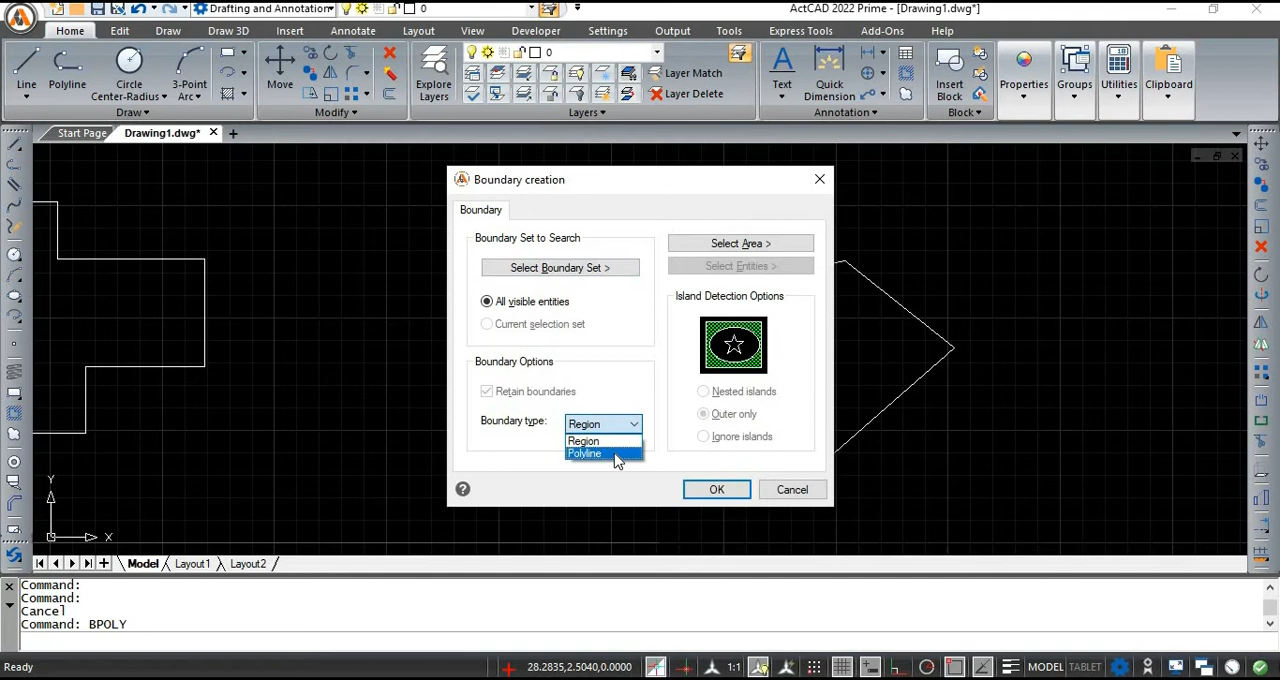 Drafting and Annotation
0
ActCAD 2022 Prime - [Drawing1.dwg*]
Home Edit Draw Draw 3D Insert Annotate Layout View Developer Settings Output Tools Express Tools Add-Ons Help
Line
Polyline
Circle
Center-Radius
3-Point
Arc
Draw
Move
Modify
Explore
Layers
0
Layer Match
Layer Delete
Layers
Text
Quick
Dimension
Annotation
Insert
Block
Block
Properties
Groups
Utilities
Clipboard
Start Page
Drawing1.dwg*
Boundary creation
Boundary
Boundary Set to Search
Select Boundary Set >
All visible entities
Current selection set
Boundary Options
Retain boundaries
Boundary type:
Region
Region
Polyline
Select Area >
Select Entities >
Island Detection Options
Nested islands
Outer only
Ignore islands
OK
Cancel
Y
X
Model Layout1 Layout2
Command:
Command:
Cancel
Command: BPOLY
Ready
28.2835,2.5040,0.0000
1:1
MODEL
TABLET